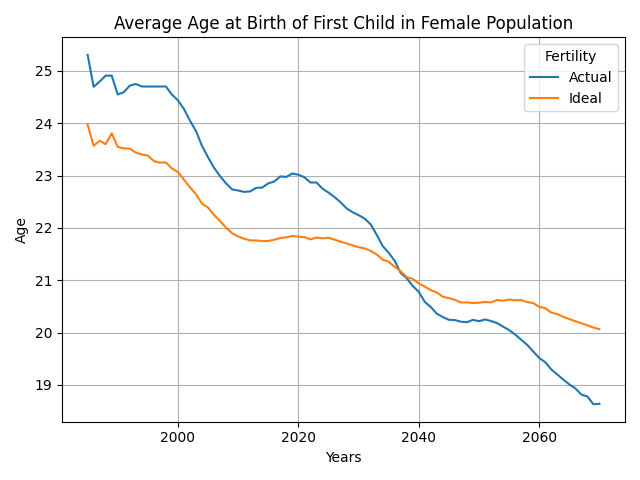 Average Age at Birth of First Child in Female Population
Fertility
Actual
Ideal
Age
25
24
23
22
21
20
19
2000
2020
2040
2060
Years